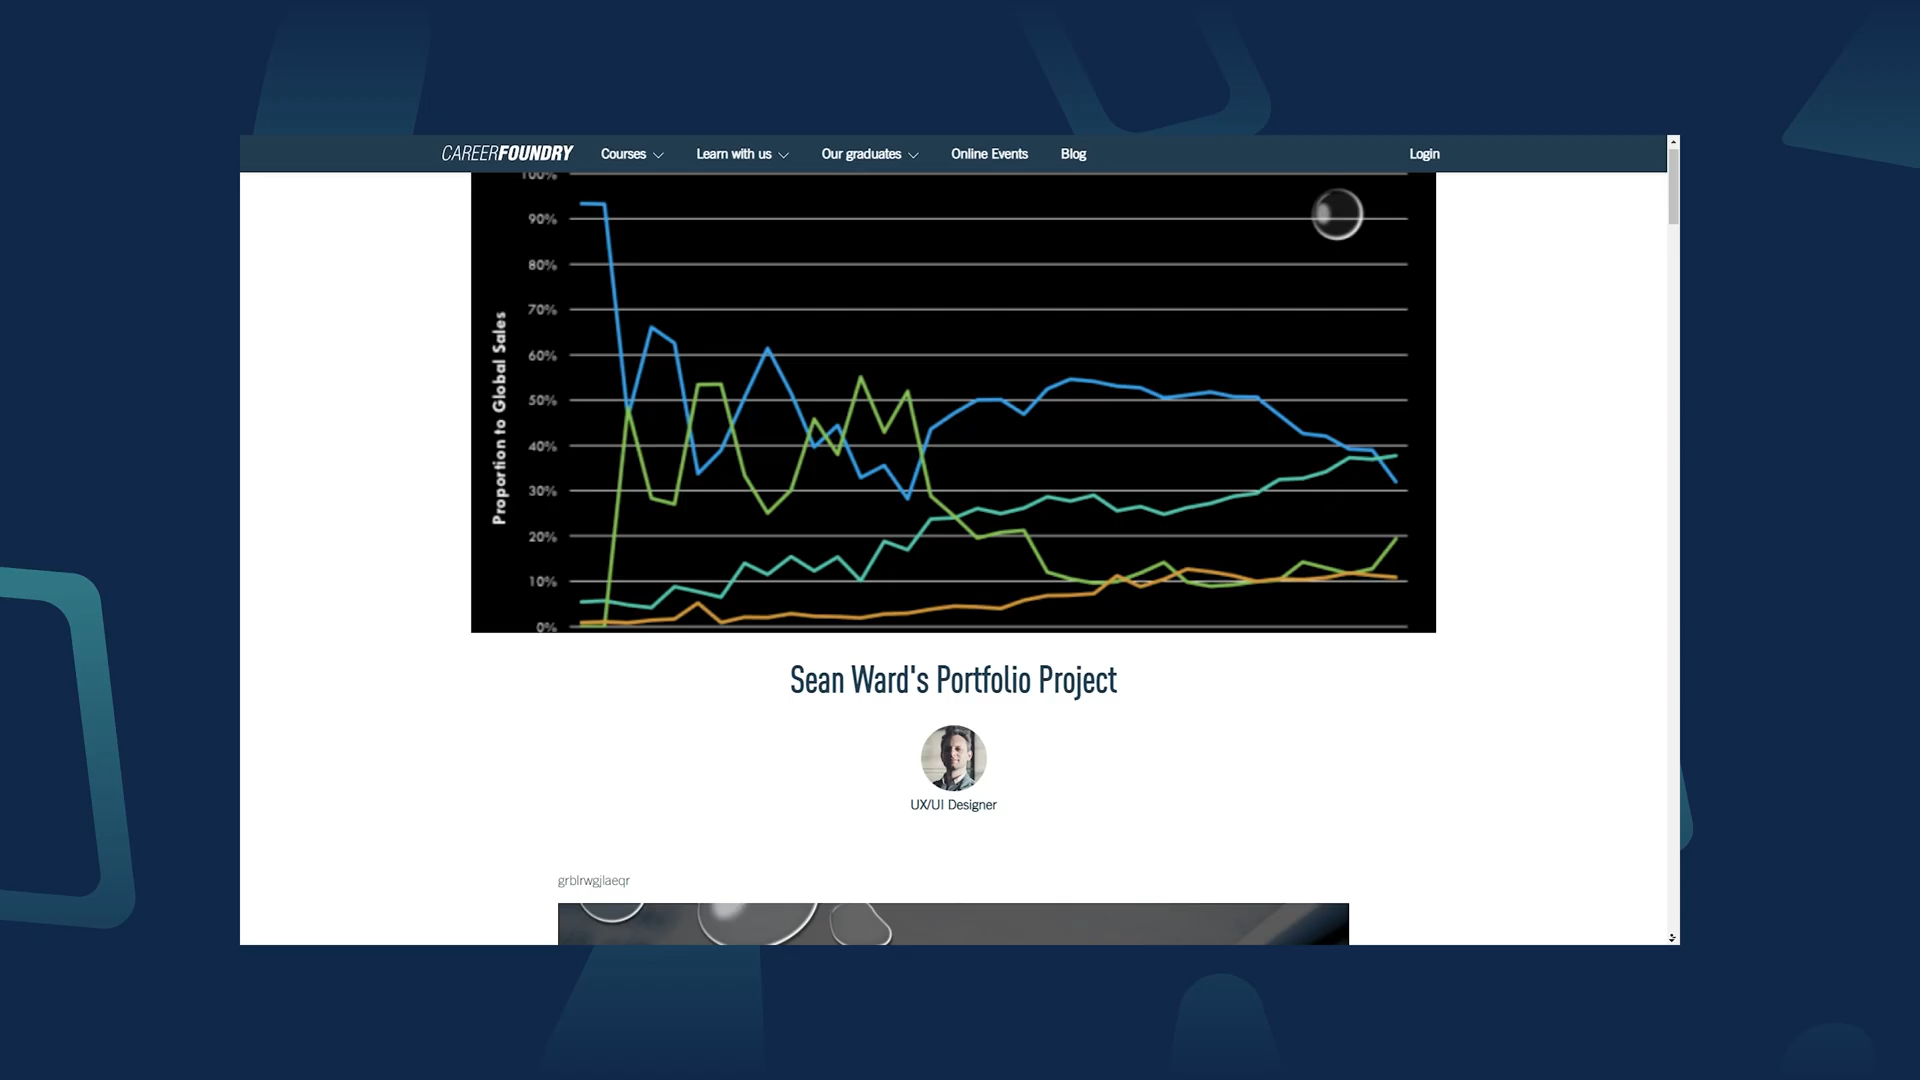 CAREERFOUNDRY Courses Learn with us Our graduates Online Events Blog Login
100%
90%
80%
70%
60%
50%
40%
30%
20%
10%
0%
Proportion to Global Sales
Sean Ward's Portfolio Project
UX/UI Designer
grblrwgjlaeqr